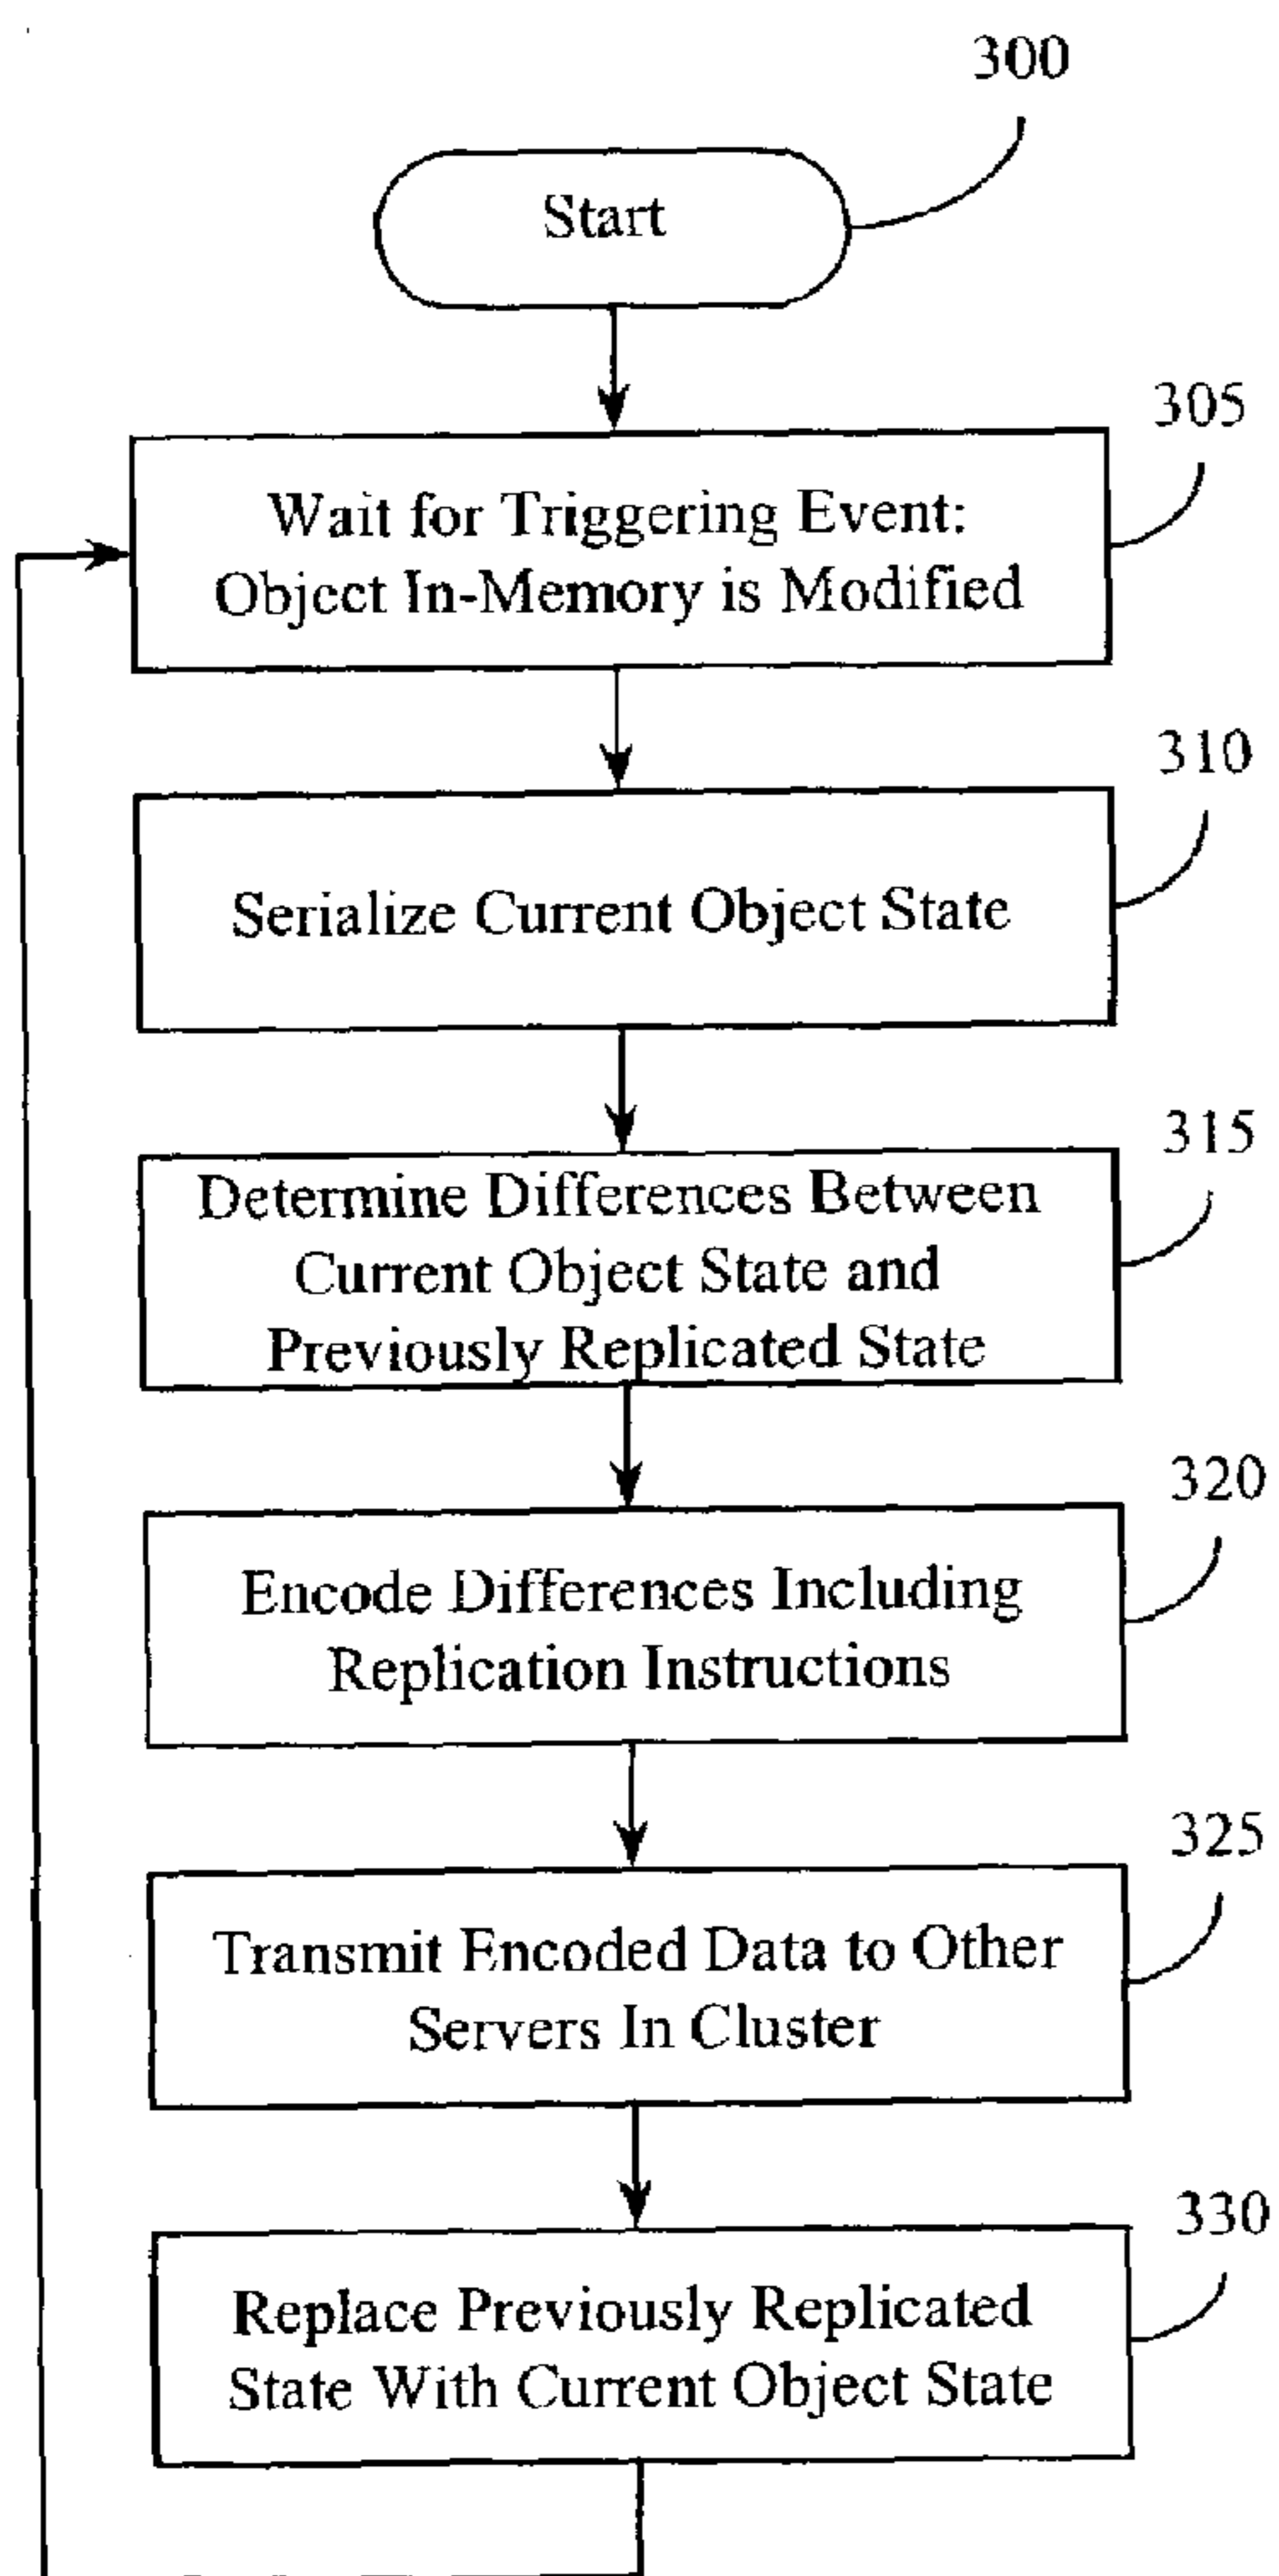 300
Start
305
Wait for Triggering Event:
Object In-Memory is Modified
310
Serialize Current Object State
315
Determine Differences Between
Current Object State and
Previously Replicated State
320
Encode Differences Including
Replication Instructions
325
Transmit Encoded Data to Other
Servers In Cluster
330
Replace Previously Replicated
State With Current Object State